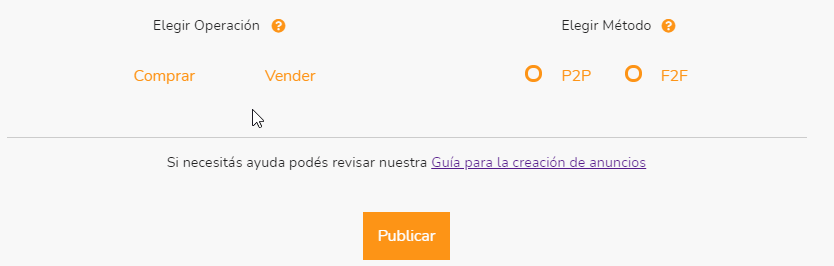 Elegir Operación ?
Elegir Método ?
Comprar
Vender
P2P
F2F
Si necesitás ayuda podés revisar nuestra Guía para la creación de anuncios
Publicar